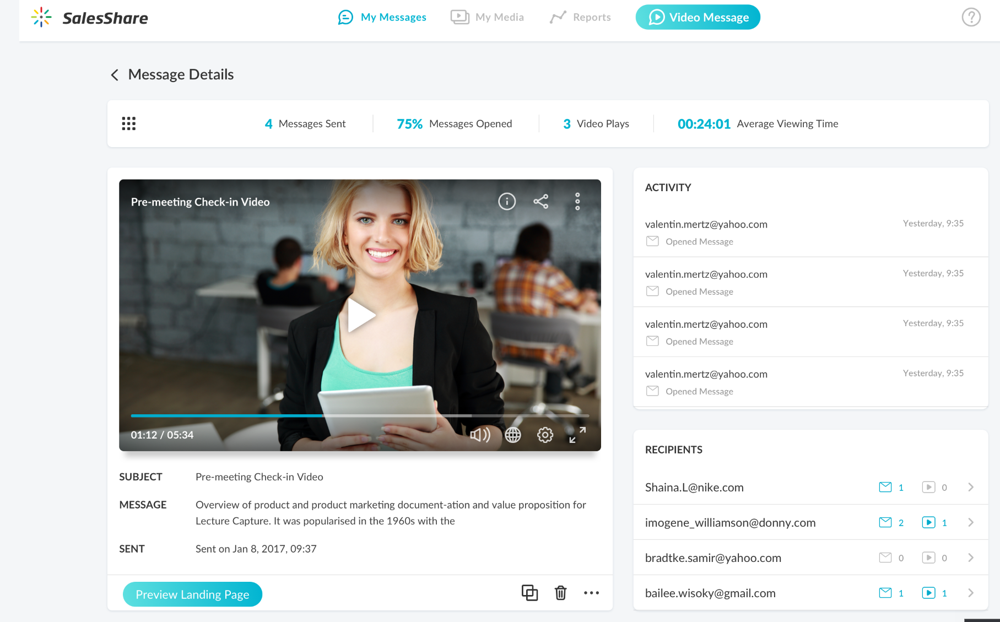 SalesShare
My Messages
My Media
Reports
Video Message
?
Message Details
4 Messages Sent
75% Messages Opened
3 Video Plays
00:24:01 Average Viewing Time
Pre-meeting Check-in Video
01:12 / 05:34
SUBJECT Pre-meeting Check-in Video
MESSAGE Overview of product and product marketing document-ation and value proposition for
Lecture Capture. It was popularised in the 1960s with the
SENT Sent on Jan 8, 2017, 09:37
Preview Landing Page
ACTIVITY
valentin.mertz@yahoo.com Yesterday, 9:35
Opened Message
valentin.mertz@yahoo.com Yesterday, 9:35
Opened Message
valentin.mertz@yahoo.com Yesterday, 9:35
Opened Message
valentin.mertz@yahoo.com Yesterday, 9:35
Opened Message
RECIPIENTS
Shaina.L@nike.com 1 0
imogene_williamson@donny.com 2 1
bradtke.samir@yahoo.com 0 0
bailee.wisoky@gmail.com 1 1